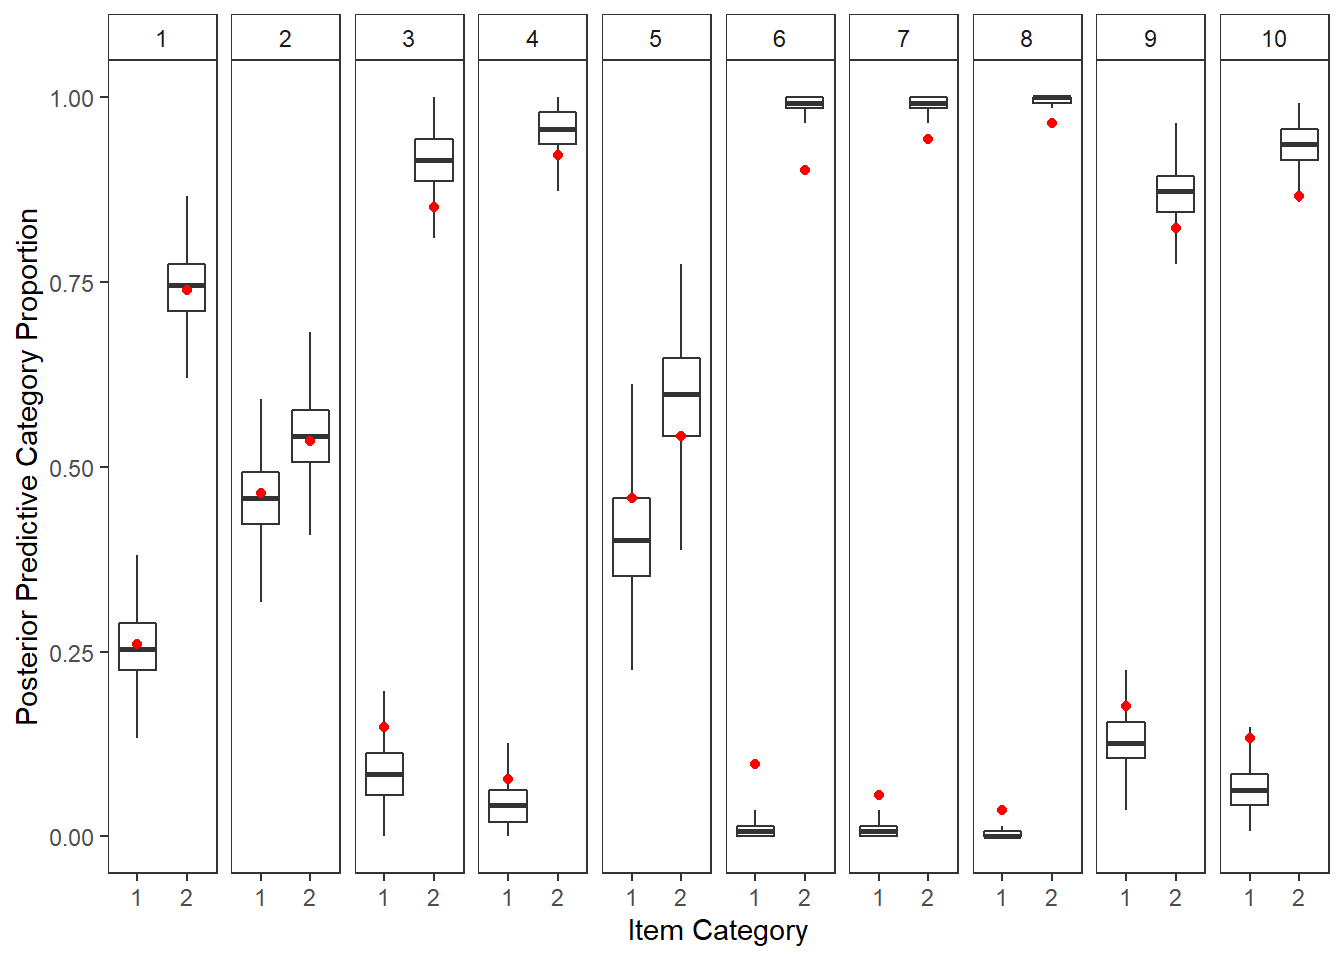 1 2 3 4 5 6 7 8 9 10
Posterior Predictive Category Proportion
1.00
0.75
0.50
0.25
0.00
1 2 1 2 1 2 1 2 1 2 1 2 1 2 1 2 1 2 1 2
Item Category